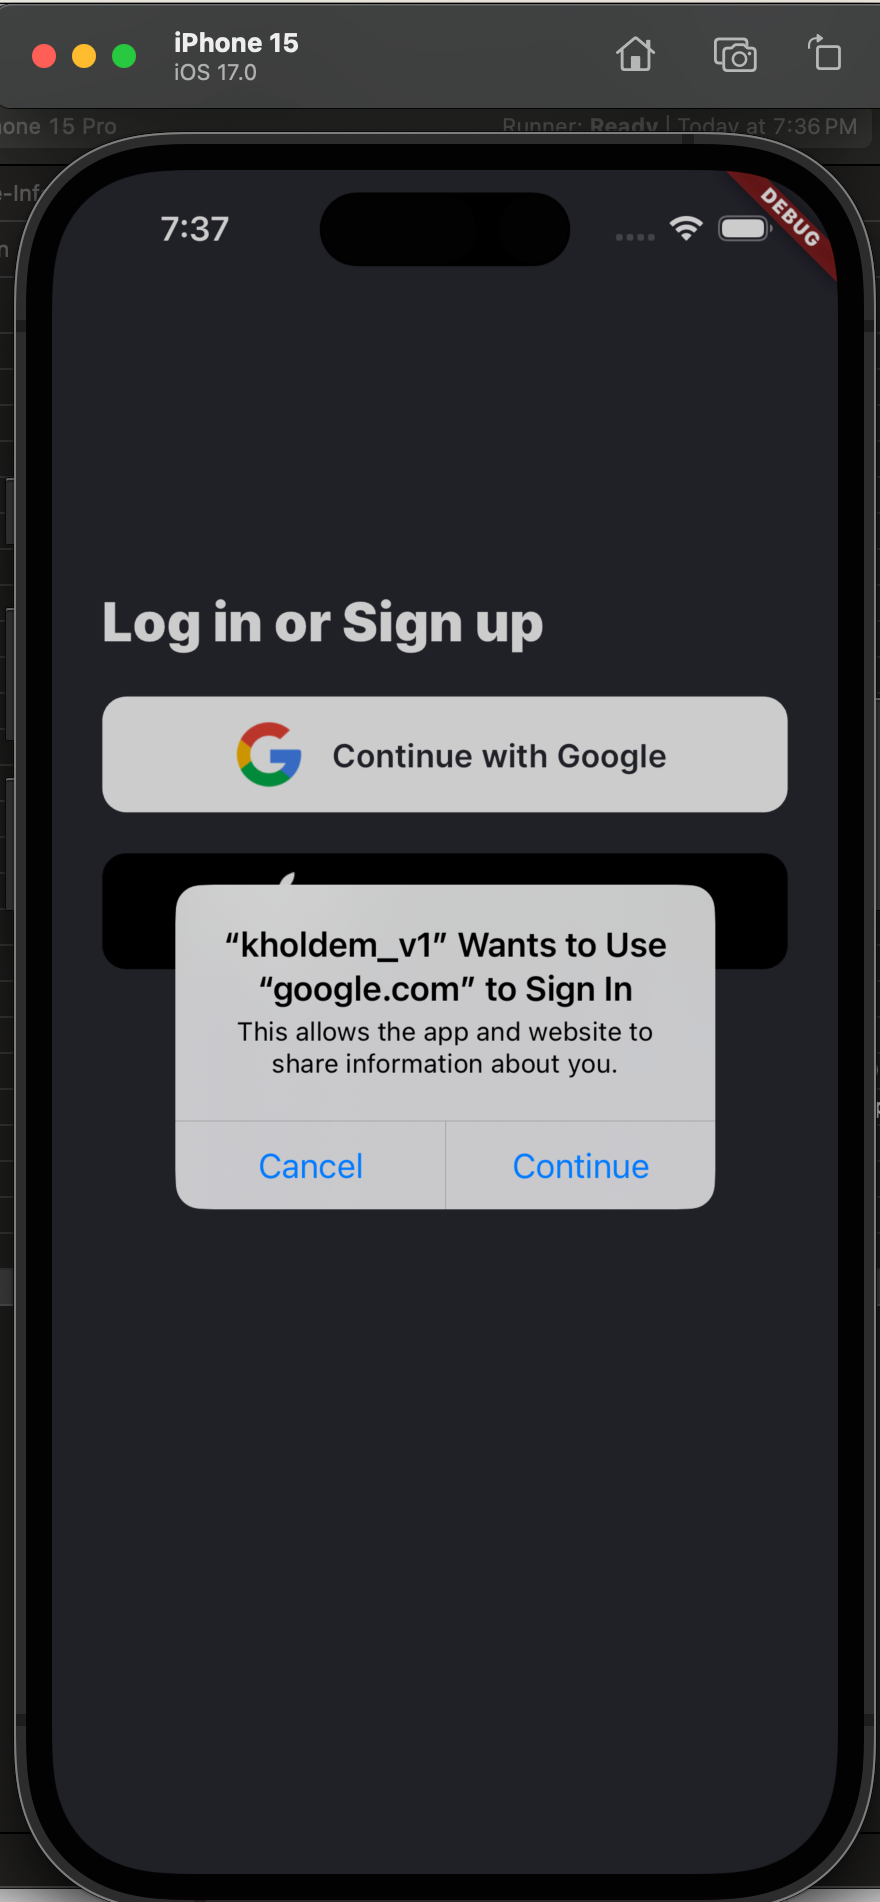 iPhone 15
iOS 17.0
hone 15 Pro
Runner: Ready | Today at 7:36 PM
e-Inf
7:37
DEBUG
Log in or Sign up
Continue with Google
“kholdem_v1” Wants to Use
“google.com” to Sign In
This allows the app and website to
share information about you.
Cancel
Continue